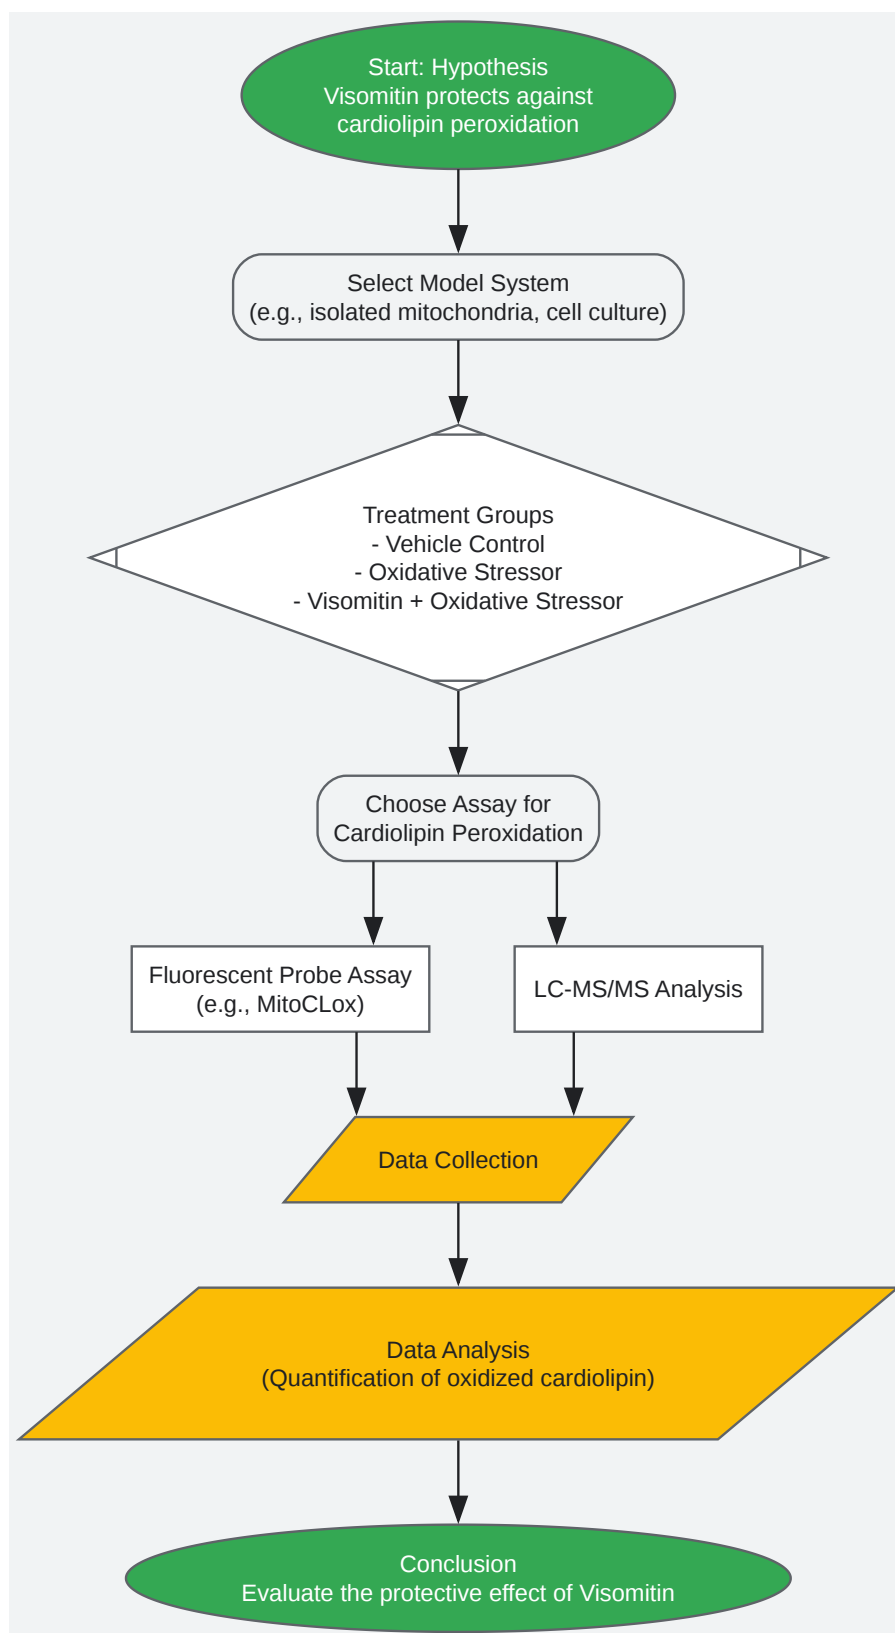 Start: Hypothesis
Visomitin protects against
cardiolipin peroxidation
Select Model System
(e.g., isolated mitochondria, cell culture)
Treatment Groups
- Vehicle Control
- Oxidative Stressor
- Visomitin + Oxidative Stressor
Choose Assay for
Cardiolipin Peroxidation
Fluorescent Probe Assay
(e.g., MitoCLox)
LC-MS/MS Analysis
Data Collection
Data Analysis
(Quantification of oxidized cardiolipin)
Conclusion
Evaluate the protective effect of Visomitin